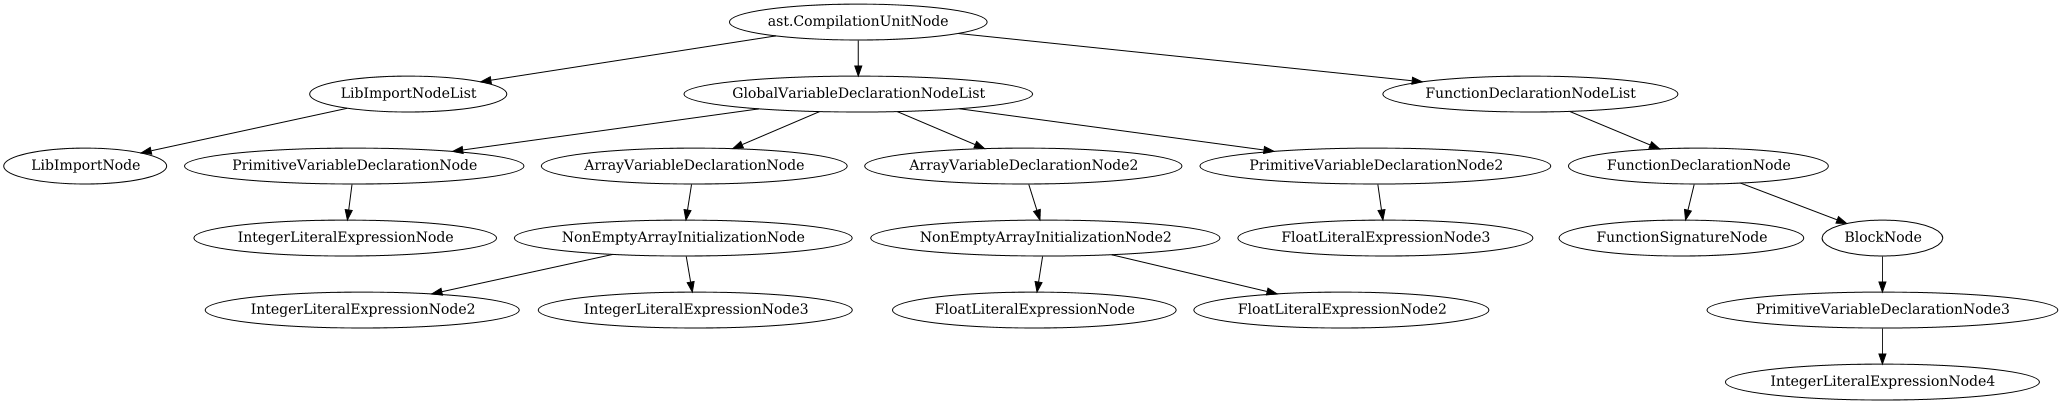 ast.CompilationUnitNode
LibImportNodeList
GlobalVariableDeclarationNodeList
FunctionDeclarationNodeList
LibImportNode
PrimitiveVariableDeclarationNode
ArrayVariableDeclarationNode
ArrayVariableDeclarationNode2
PrimitiveVariableDeclarationNode2
FunctionDeclarationNode
IntegerLiteralExpressionNode
NonEmptyArrayInitializationNode
NonEmptyArrayInitializationNode2
FloatLiteralExpressionNode3
FunctionSignatureNode
BlockNode
IntegerLiteralExpressionNode2
IntegerLiteralExpressionNode3
FloatLiteralExpressionNode
FloatLiteralExpressionNode2
PrimitiveVariableDeclarationNode3
IntegerLiteralExpressionNode4